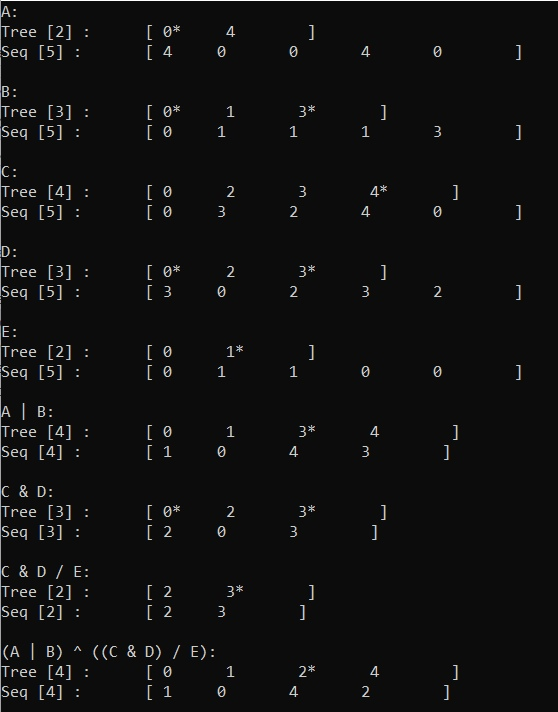 A:
Tree [2] : [ 0* 4 ]
Seq [5] : [ 4 0 0 4 0 ]
B:
Tree [3] : [ 0* 1 3* ]
Seq [5] : [ 0 1 1 1 3 ]
C:
Tree [4] : [ 0 2 3 4* ]
Seq [5] : [ 0 3 2 4 0 ]
D:
Tree [3] : [ 0* 2 3* ]
Seq [5] : [ 3 0 2 3 2 ]
E:
Tree [2] : [ 0 1* ]
Seq [5] : [ 0 1 1 0 0 ]
A | B:
Tree [4] : [ 0 1 3* 4 ]
Seq [4] : [ 1 0 4 3 ]
C & D:
Tree [3] : [ 0* 2 3* ]
Seq [3] : [ 2 0 3 ]
C & D / E:
Tree [2] : [ 2 3* ]
Seq [2] : [ 2 3 ]
(A | B) ^ ((C & D) / E):
Tree [4] : [ 0 1 2* 4 ]
Seq [4] : [ 1 0 4 2 ]